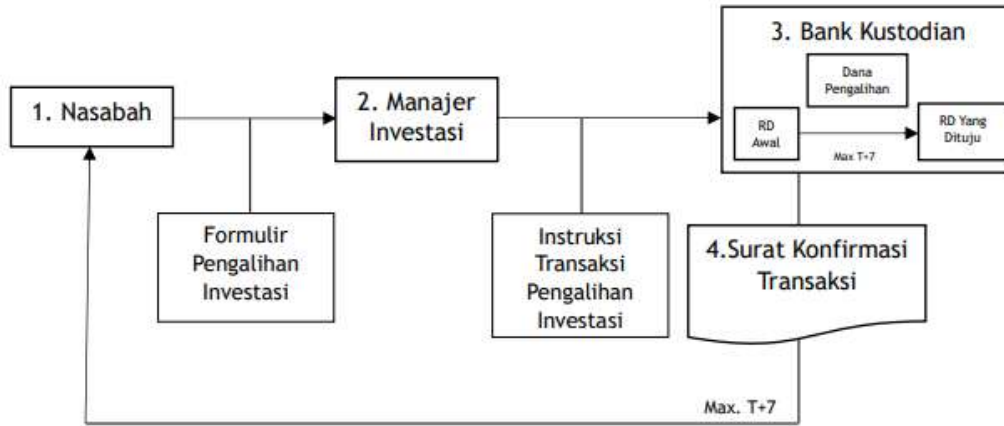 1. Nasabah
2. Manajer
Investasi
3. Bank Kustodian
Dana
Pengalihan
RD
Awal
Max T+7
RD Yang
Dituju
Formulir
Pengalihan
Investasi
Instruksi
Transaksi
Pengalihan
Investasi
4.Surat Konfirmasi
Transaksi
Max. T+7